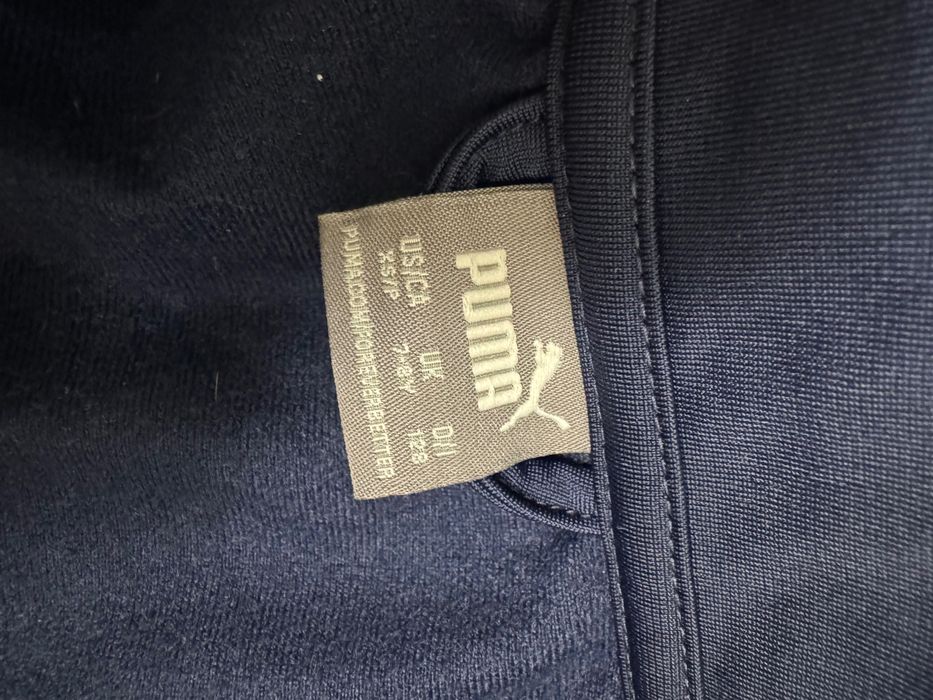 PUMA
US/CA UK D/I
XS/P 7-8Y 128
PUMA.COM/FOREVERBETTER